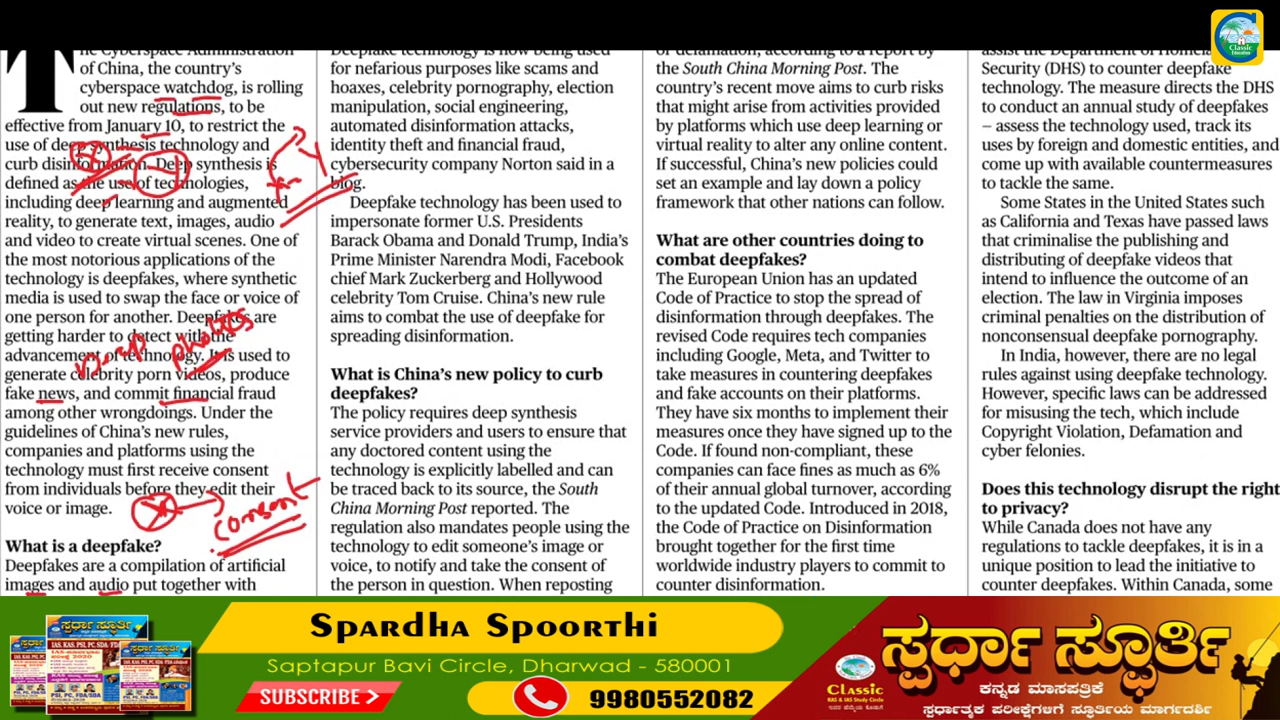 he Cyberspace Administration
T
of China, the country's
cyberspace watchdog, is rolling
out new regulations, to be
effective from January 10, to restrict the
use of deep synthesis technology and
curb disinformation. Deep synthesis is
defined as the use of technologies,
including deep learning and augmented
reality, to generate text, images, audio
and video to create virtual scenes. One of
the most notorious applications of the
technology is deepfakes, where synthetic
media is used to swap the face or voice of
one person for another. Deepfakes are
getting harder to detect with the
advancement of technology. It is used to
generate celebrity porn videos, produce
fake news, and commit financial fraud
among other wrongdoings. Under the
guidelines of China's new rules,
companies and platforms using the
technology must first receive consent
from individuals before they edit their
voice or image.
consent
What is a deepfake?
Deepfakes are a compilation of artificial
images and audio put together with
Deepfake technology is now being used
for nefarious purposes like scams and
hoaxes, celebrity pornography, election
manipulation, social engineering,
automated disinformation attacks,
identity theft and financial fraud,
cybersecurity company Norton said in a
blog.
Deepfake technology has been used to
impersonate former U.S. Presidents
Barack Obama and Donald Trump, India's
Prime Minister Narendra Modi, Facebook
chief Mark Zuckerberg and Hollywood
celebrity Tom Cruise. China's new rule
aims to combat the use of deepfake for
spreading disinformation.
What is China's new policy to curb
deepfakes?
The policy requires deep synthesis
service providers and users to ensure that
any doctored content using the
technology is explicitly labelled and can
be traced back to its source, the South
China Morning Post reported. The
regulation also mandates people using the
technology to edit someone's image or
voice, to notify and take the consent of
the person in question. When reposting
or defamation, according to a report by
the South China Morning Post. The
country's recent move aims to curb risks
that might arise from activities provided
by platforms which use deep learning or
virtual reality to alter any online content.
If successful, China's new policies could
set an example and lay down a policy
framework that other nations can follow.
What are other countries doing to
combat deepfakes?
The European Union has an updated
Code of Practice to stop the spread of
disinformation through deepfakes. The
revised Code requires tech companies
including Google, Meta, and Twitter to
take measures in countering deepfakes
and fake accounts on their platforms.
They have six months to implement their
measures once they have signed up to the
Code. If found non-compliant, these
companies can face fines as much as 6%
of their annual global turnover, according
to the updated Code. Introduced in 2018,
the Code of Practice on Disinformation
brought together for the first time
worldwide industry players to commit to
counter disinformation.
assist the Department of Homeland
Security (DHS) to counter deepfake
technology. The measure directs the DHS
to conduct an annual study of deepfakes
— assess the technology used, track its
uses by foreign and domestic entities, and
come up with available countermeasures
to tackle the same.
Some States in the United States such
as California and Texas have passed laws
that criminalise the publishing and
distributing of deepfake videos that
intend to influence the outcome of an
election. The law in Virginia imposes
criminal penalties on the distribution of
nonconsensual deepfake pornography.
In India, however, there are no legal
rules against using deepfake technology.
However, specific laws can be addressed
for misusing the tech, which include
Copyright Violation, Defamation and
cyber felonies.
Does this technology disrupt the right
to privacy?
While Canada does not have any
regulations to tackle deepfakes, it is in a
unique position to lead the initiative to
counter deepfakes. Within Canada, some
Classic
Education
Spardha Spoorthi
Saptapur Bavi Circle Dharwad - 580001
SUBSCRIBE >
9980552082
Classic
ಸ್ಪರ್ಧಾ ಸ್ಫೂರ್ತಿ
ಕನ್ನಡ ಮಾಸಪತ್ರಿಕೆ
ಸ್ಪರ್ಧಾತ್ಮಕ ಪರೀಕ್ಷೆಗಳಿಗೆ ಸ್ಫೂರ್ತಿಯ ಮಾರ್ಗದರ್ಶಿ